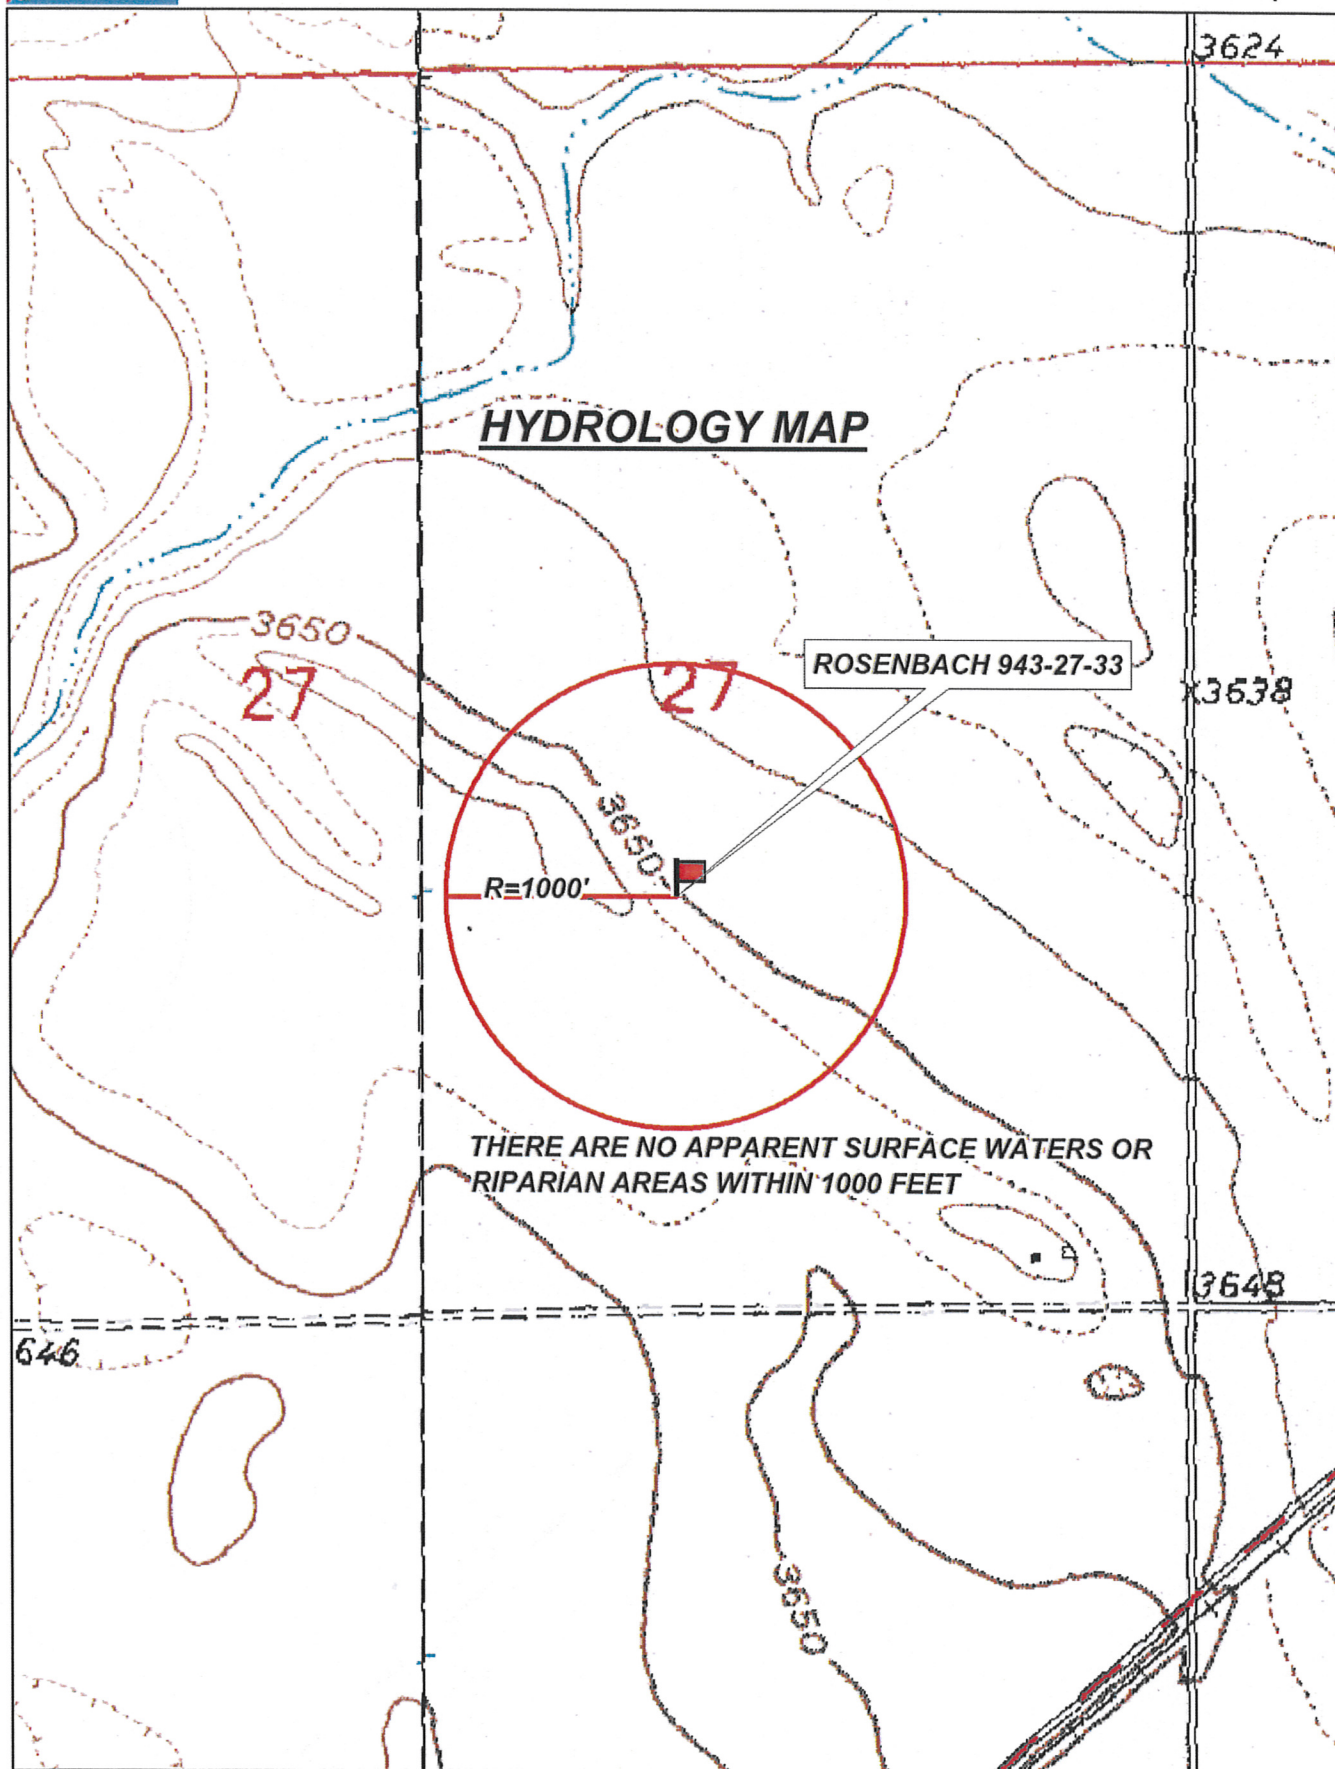 3624
HYDROLOGY MAP
3650
27
27
ROSENBACH 943-27-33
3638
3650
R=1000'
THERE ARE NO APPARENT SURFACE WATERS OR
RIPARIAN AREAS WITHIN 1000 FEET
3648
646
3650